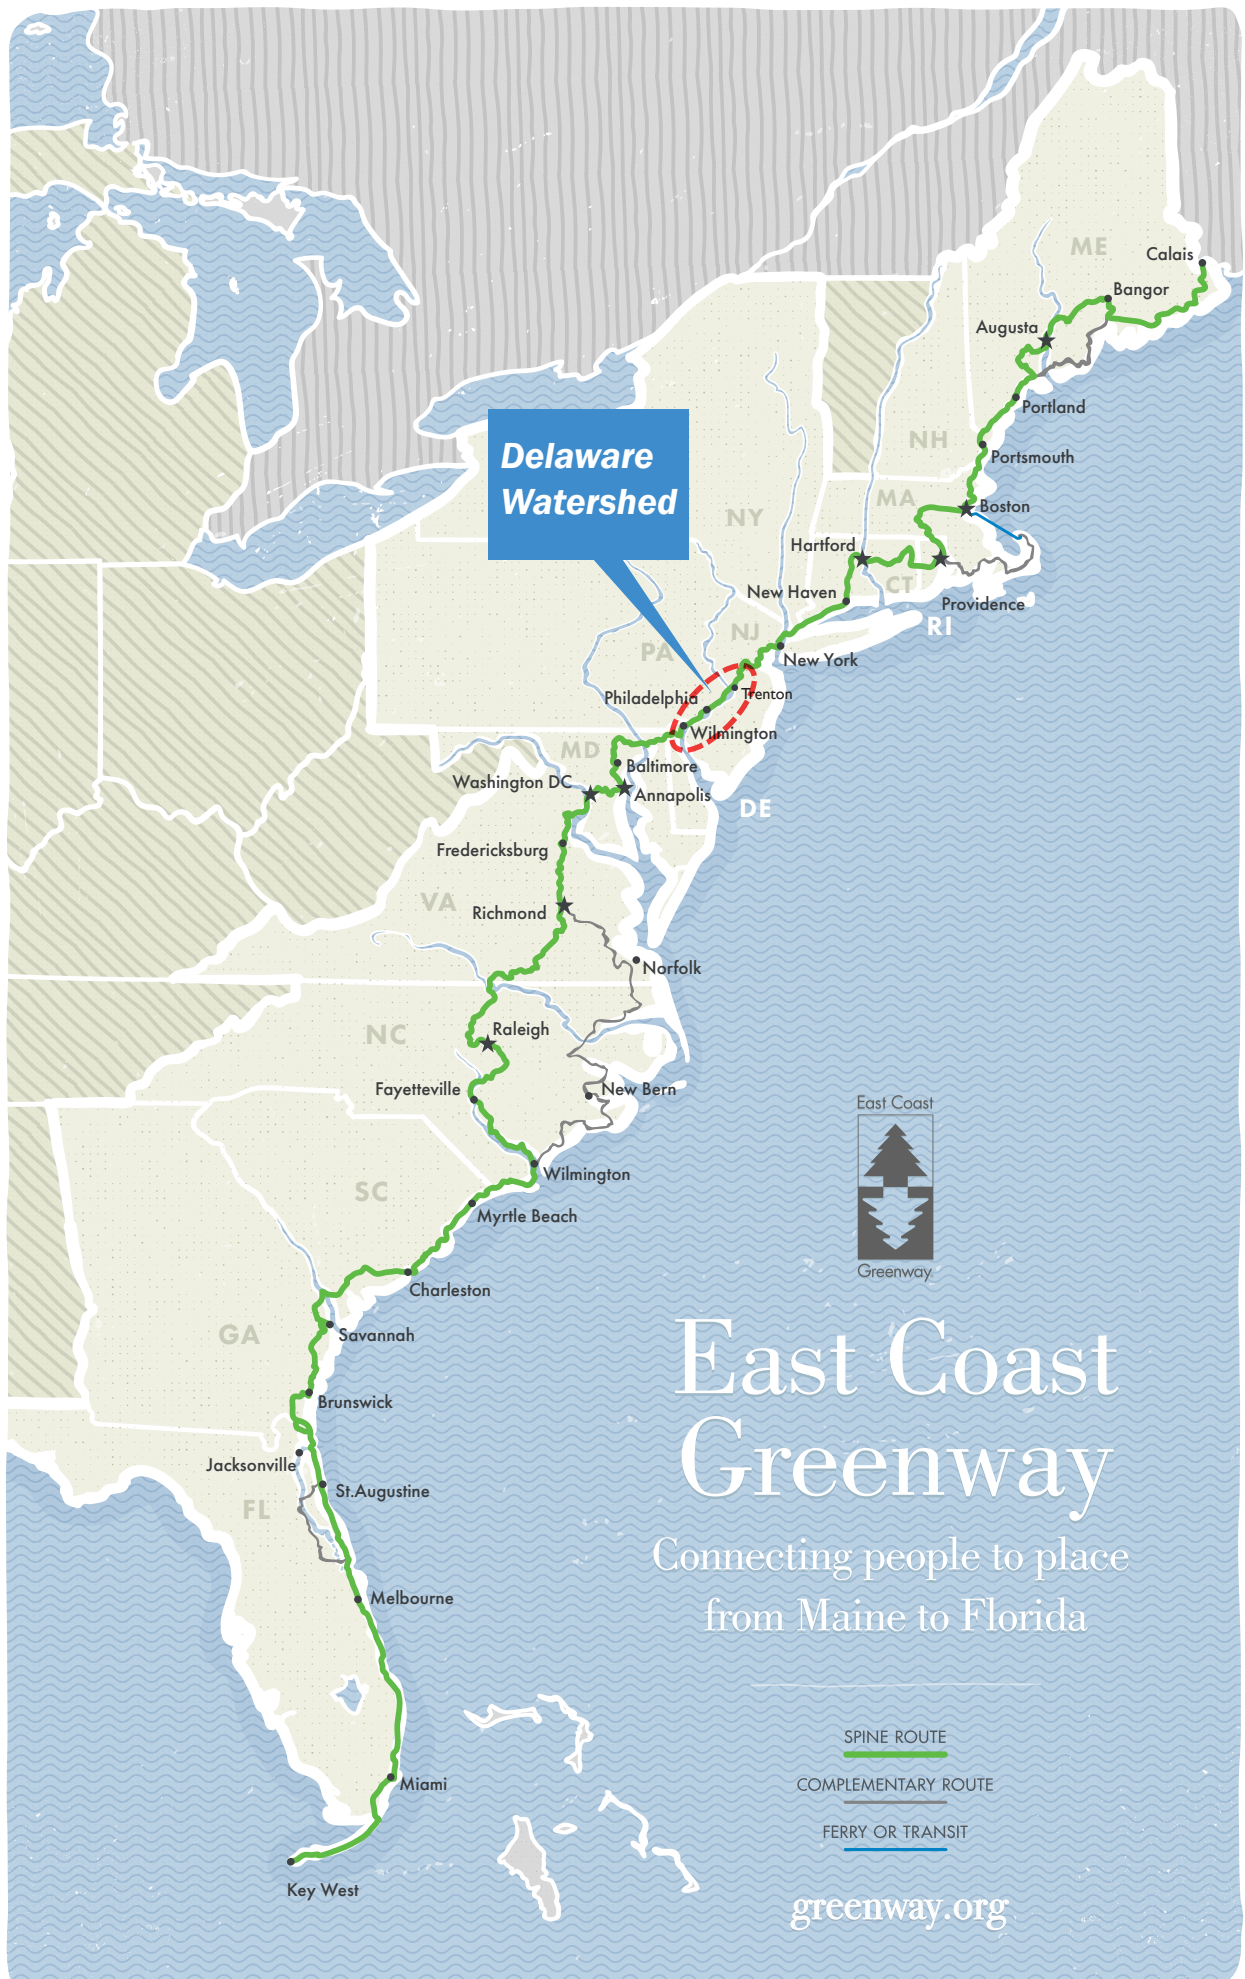 ME
Calais
Bangor
Augusta
Portland
NH
Portsmouth
Delaware
Watershed
MA
Boston
NY
Hartford
CT
New Haven
Providence
RI
NJ
PA
New York
Philadelphia
Trenton
Wilmington
MD
Baltimore
Washington DC
Annapolis
DE
Fredericksburg
VA
Richmond
Norfolk
NC
Raleigh
Fayetteville
New Bern
Wilmington
SC
Myrtle Beach
Charleston
GA
Savannah
Brunswick
Jacksonville
St.Augustine
FL
Melbourne
Miami
Key West
East Coast
Greenway
East Coast
Greenway
Connecting people to place
from Maine to Florida
SPINE ROUTE
COMPLEMENTARY ROUTE
FERRY OR TRANSIT
greenway.org